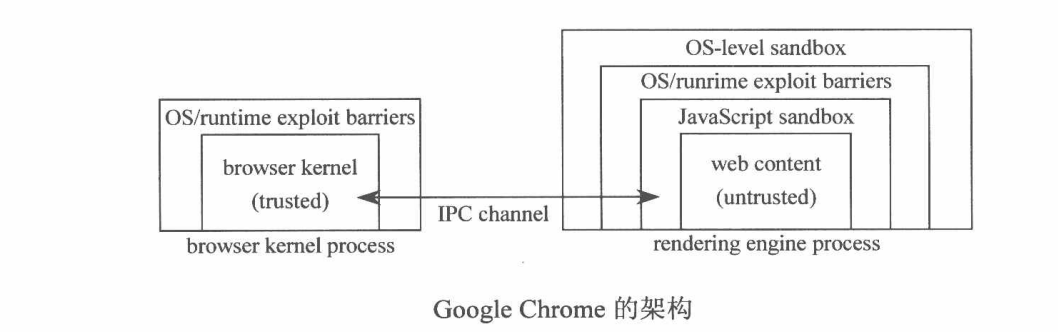 OS-level sandbox
OS/runrime exploit barriers
OS/runtime exploit barriers
JavaScript sandbox
browser kernel
(trusted)
web content
(untrusted)
IPC channel
browser kernel process
rendering engine process
Google Chrome 的架构